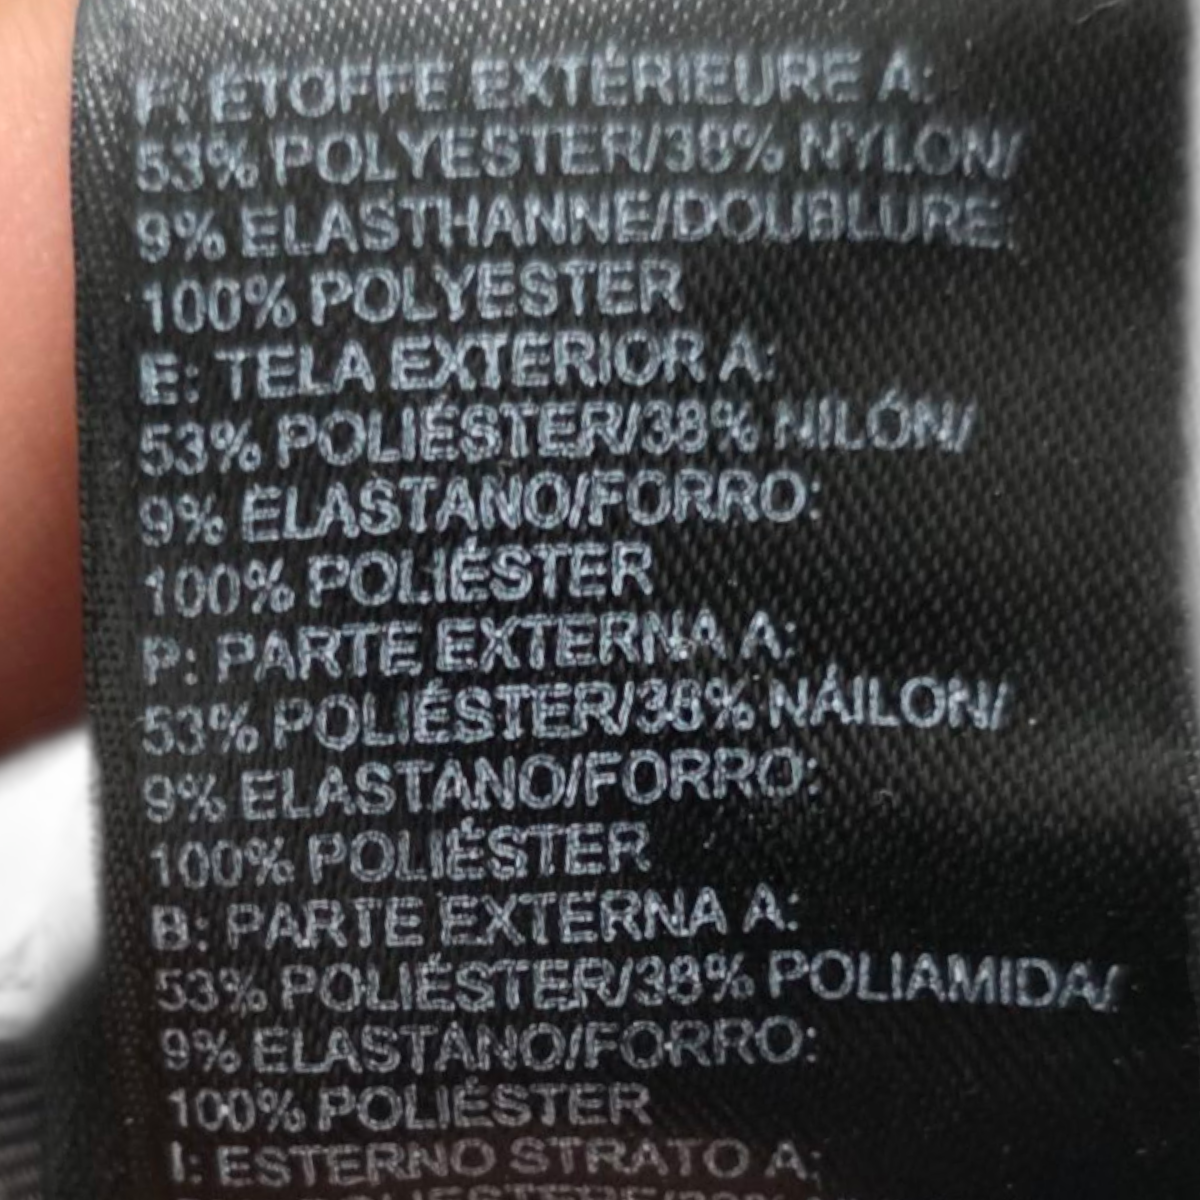 F: ÉTOFFE EXTÉRIEURE A:
53% POLYESTER/38% NYLON/
9% ELASTHANNE/DOUBLURE:
100% POLYESTER
E: TELA EXTERIOR A:
53% POLIÉSTER/38% NILÓN/
9% ELASTANO/FORRO:
100% POLIÉSTER
P: PARTE EXTERNA A:
53% POLIÉSTER/38% NÁILON/
9% ELASTANO/FORRO:
100% POLIÉSTER
B: PARTE EXTERNA A:
53% POLIÉSTER/38% POLIAMIDA/
9% ELASTANO/FORRO:
100% POLIÉSTER
I: ESTERNO STRATO A: